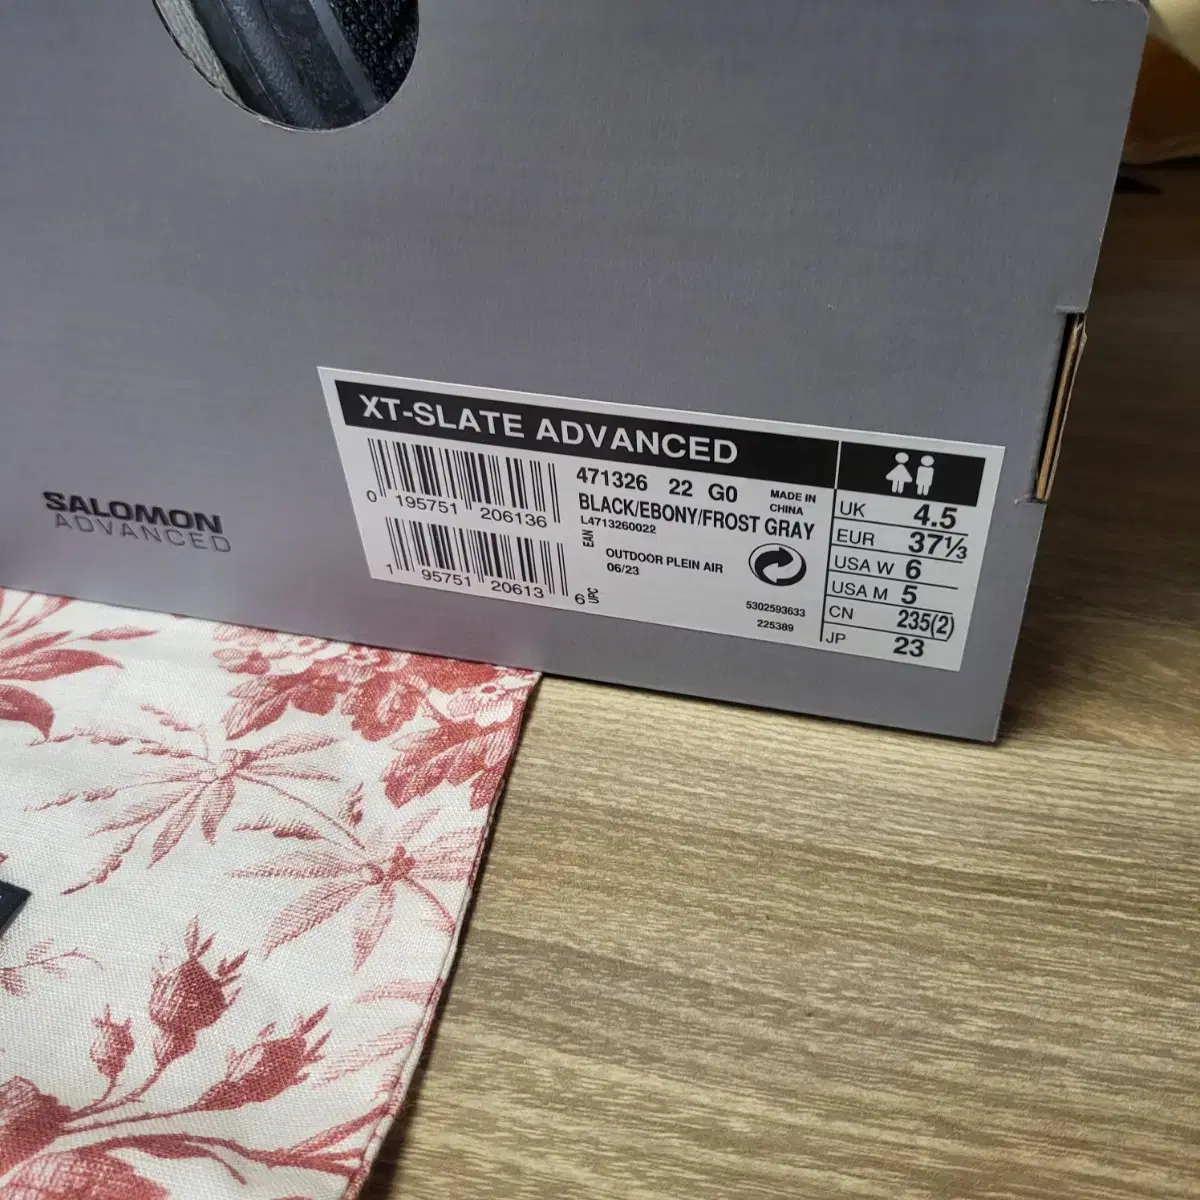 SALOMON
ADVANCED
XT-SLATE ADVANCED
0 195751 206136
1 95751 20613 6
EAN
UPC
471326 22 G0
MADE IN
CHINA
BLACK/EBONY/FROST GRAY
L4713260022
OUTDOOR PLEIN AIR
06/23
5302593633
225389
UK 4.5
EUR 37⅓
USA W 6
USA M 5
CN 235(2)
JP 23